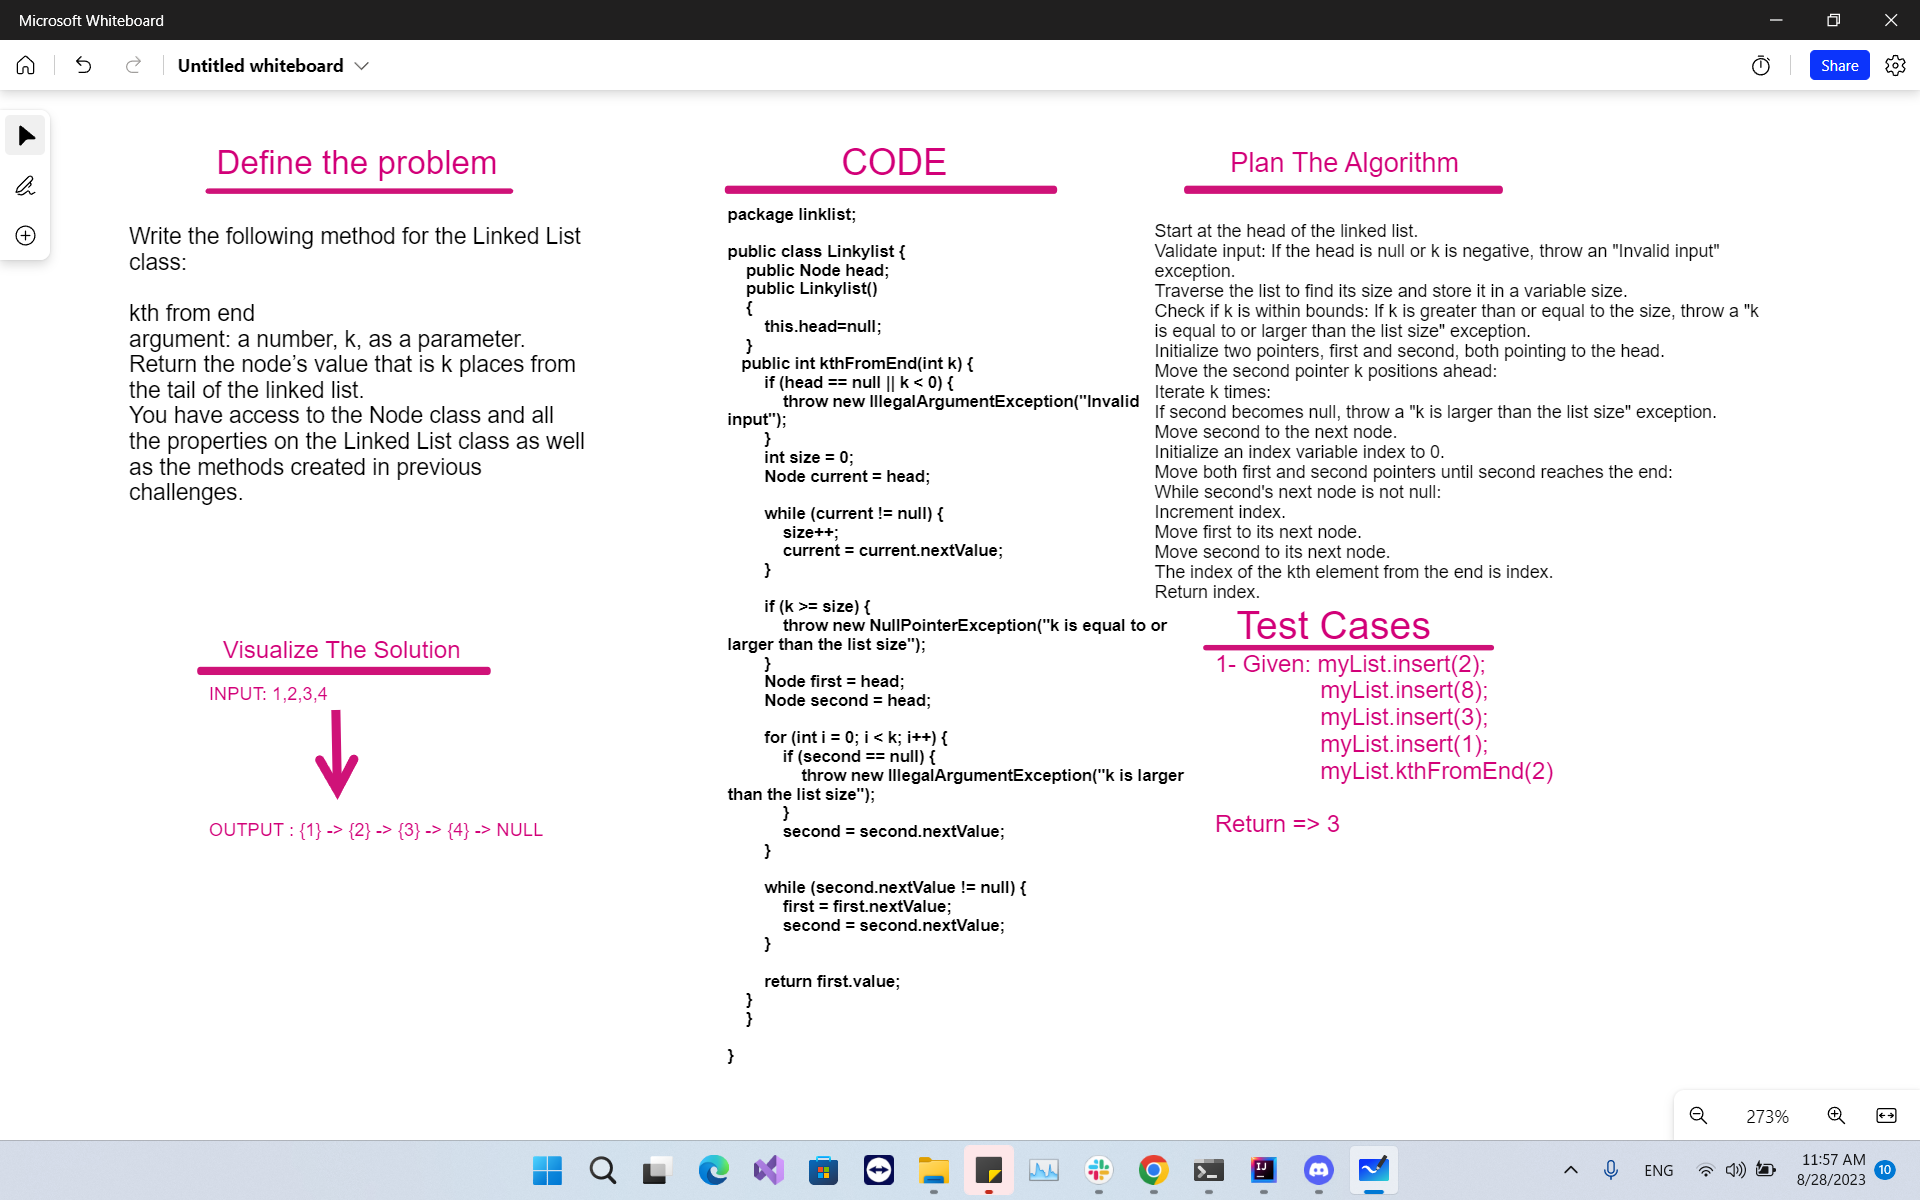 Microsoft Whiteboard
Untitled whiteboard
Share
Define the problem
Write the following method for the Linked List
class:
kth from end
argument: a number, k, as a parameter.
Return the node’s value that is k places from
the tail of the linked list.
You have access to the Node class and all
the properties on the Linked List class as well
as the methods created in previous
challenges.
Visualize The Solution
INPUT: 1,2,3,4
OUTPUT : {1} -> {2} -> {3} -> {4} -> NULL
CODE
package linklist;
public class Linkylist {
public Node head;
public Linkylist()
{
this.head=null;
}
public int kthFromEnd(int k) {
if (head == null || k < 0) {
throw new IllegalArgumentException("Invalid
input");
}
int size = 0;
Node current = head;
while (current != null) {
size++;
current = current.nextValue;
}
if (k >= size) {
throw new NullPointerException("k is equal to or
larger than the list size");
}
Node first = head;
Node second = head;
for (int i = 0; i < k; i++) {
if (second == null) {
throw new IllegalArgumentException("k is larger
than the list size");
}
second = second.nextValue;
}
while (second.nextValue != null) {
first = first.nextValue;
second = second.nextValue;
}
return first.value;
}
}
}
Plan The Algorithm
Start at the head of the linked list.
Validate input: If the head is null or k is negative, throw an "Invalid input"
exception.
Traverse the list to find its size and store it in a variable size.
Check if k is within bounds: If k is greater than or equal to the size, throw a "k
is equal to or larger than the list size" exception.
Initialize two pointers, first and second, both pointing to the head.
Move the second pointer k positions ahead:
Iterate k times:
If second becomes null, throw a "k is larger than the list size" exception.
Move second to the next node.
Initialize an index variable index to 0.
Move both first and second pointers until second reaches the end:
While second's next node is not null:
Increment index.
Move first to its next node.
Move second to its next node.
The index of the kth element from the end is index.
Return index.
Test Cases
1- Given: myList.insert(2);
myList.insert(8);
myList.insert(3);
myList.insert(1);
myList.kthFromEnd(2)
Return => 3
273%
ENG
11:57 AM
8/28/2023
10